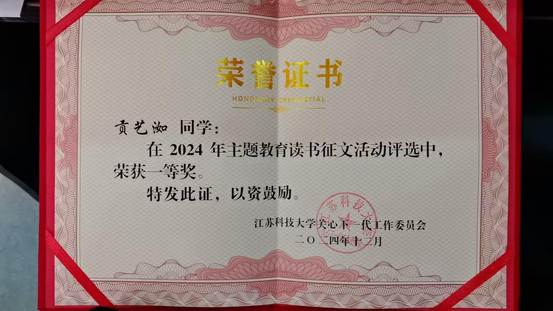 荣誉证书
HONORARY CREDENTIAL
贡艺洳 同学：
在 2024 年主题教育读书征文活动评选中，
荣获一等奖。
特发此证，以资鼓励。
江苏科技大学关心下一代工作委员会
二〇二四年十二月